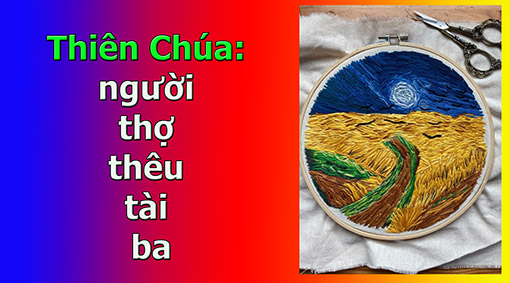 Thiên Chúa:
người
thợ
thêu
tài
ba